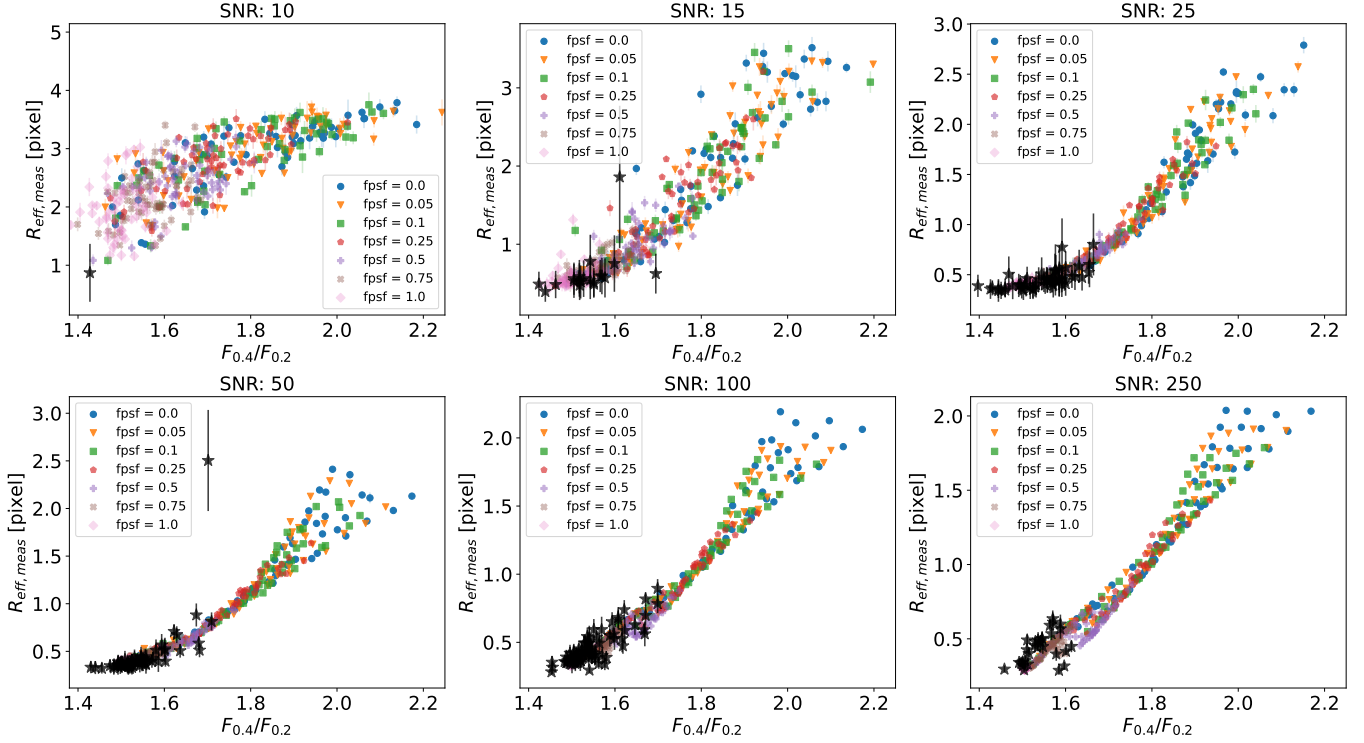 SNR: 10
5
4
3
2
1
R_eff,meas [pixel]
fpsf = 0.0
fpsf = 0.05
fpsf = 0.1
fpsf = 0.25
fpsf = 0.5
fpsf = 0.75
fpsf = 1.0
1.4 1.6 1.8 2.0 2.2
F_0.4/F_0.2
SNR: 15
3
2
1
R_eff,meas [pixel]
fpsf = 0.0
fpsf = 0.05
fpsf = 0.1
fpsf = 0.25
fpsf = 0.5
fpsf = 0.75
fpsf = 1.0
1.4 1.6 1.8 2.0 2.2
F_0.4/F_0.2
SNR: 25
3.0
2.5
2.0
1.5
1.0
0.5
R_eff,meas [pixel]
fpsf = 0.0
fpsf = 0.05
fpsf = 0.1
fpsf = 0.25
fpsf = 0.5
fpsf = 0.75
fpsf = 1.0
1.4 1.6 1.8 2.0 2.2
F_0.4/F_0.2
SNR: 50
3.0
2.5
2.0
1.5
1.0
0.5
R_eff,meas [pixel]
fpsf = 0.0
fpsf = 0.05
fpsf = 0.1
fpsf = 0.25
fpsf = 0.5
fpsf = 0.75
fpsf = 1.0
1.4 1.6 1.8 2.0 2.2
F_0.4/F_0.2
SNR: 100
2.0
1.5
1.0
0.5
R_eff,meas [pixel]
fpsf = 0.0
fpsf = 0.05
fpsf = 0.1
fpsf = 0.25
fpsf = 0.5
fpsf = 0.75
fpsf = 1.0
1.4 1.6 1.8 2.0 2.2
F_0.4/F_0.2
SNR: 250
2.0
1.5
1.0
0.5
R_eff,meas [pixel]
fpsf = 0.0
fpsf = 0.05
fpsf = 0.1
fpsf = 0.25
fpsf = 0.5
fpsf = 0.75
fpsf = 1.0
1.4 1.6 1.8 2.0 2.2
F_0.4/F_0.2